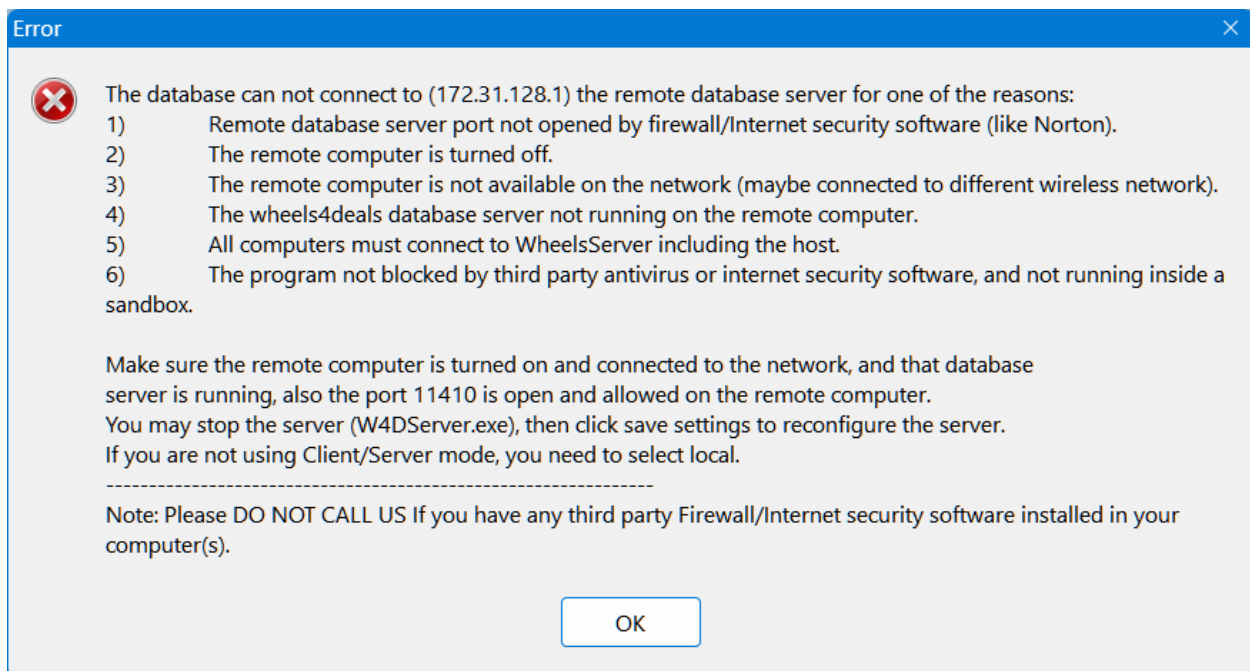 Error
The database can not connect to (172.31.128.1) the remote database server for one of the reasons:
1) Remote database server port not opened by firewall/Internet security software (like Norton).
2) The remote computer is turned off.
3) The remote computer is not available on the network (maybe connected to different wireless network).
4) The wheels4deals database server not running on the remote computer.
5) All computers must connect to WheelsServer including the host.
6) The program not blocked by third party antivirus or internet security software, and not running inside a
sandbox.
Make sure the remote computer is turned on and connected to the network, and that database
server is running, also the port 11410 is open and allowed on the remote computer.
You may stop the server (W4DServer.exe), then click save settings to reconfigure the server.
If you are not using Client/Server mode, you need to select local.
----------------------------------------------------------------
Note: Please DO NOT CALL US If you have any third party Firewall/Internet security software installed in your
computer(s).
OK